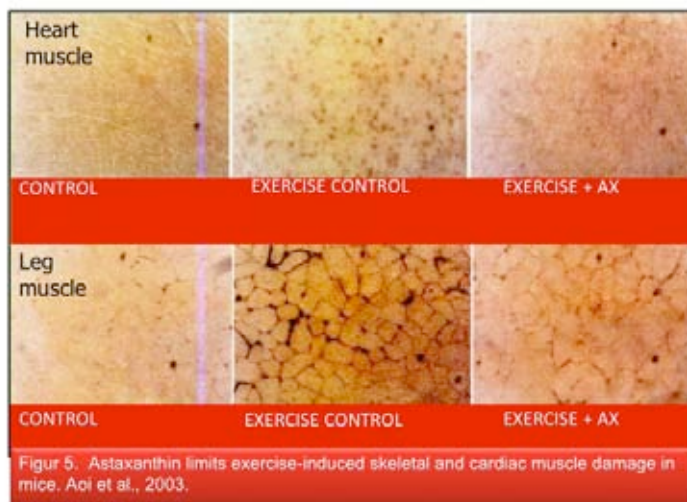 Heart
muscle
CONTROL
EXERCISE CONTROL
EXERCISE + AX
Leg
muscle
CONTROL
EXERCISE CONTROL
EXERCISE + AX
Figur 5. Astaxanthin limits exercise-induced skeletal and cardiac muscle damage in
mice. Aoi et al., 2003.